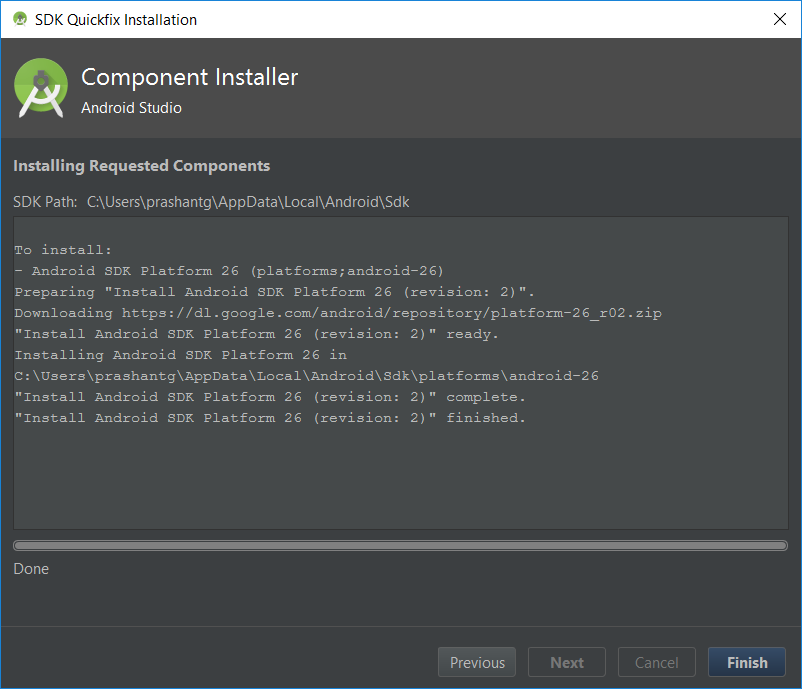 SDK Quickfix Installation
Component Installer
Android Studio
Installing Requested Components
SDK Path: C:\Users\prashantg\AppData\Local\Android\Sdk
To install:
- Android SDK Platform 26 (platforms;android-26)
Preparing "Install Android SDK Platform 26 (revision: 2)".
Downloading https://dl.google.com/android/repository/platform-26_r02.zip
"Install Android SDK Platform 26 (revision: 2)" ready.
Installing Android SDK Platform 26 in
C:\Users\prashantg\AppData\Local\Android\Sdk\platforms\android-26
"Install Android SDK Platform 26 (revision: 2)" complete.
"Install Android SDK Platform 26 (revision: 2)" finished.
Done
Previous Next Cancel Finish